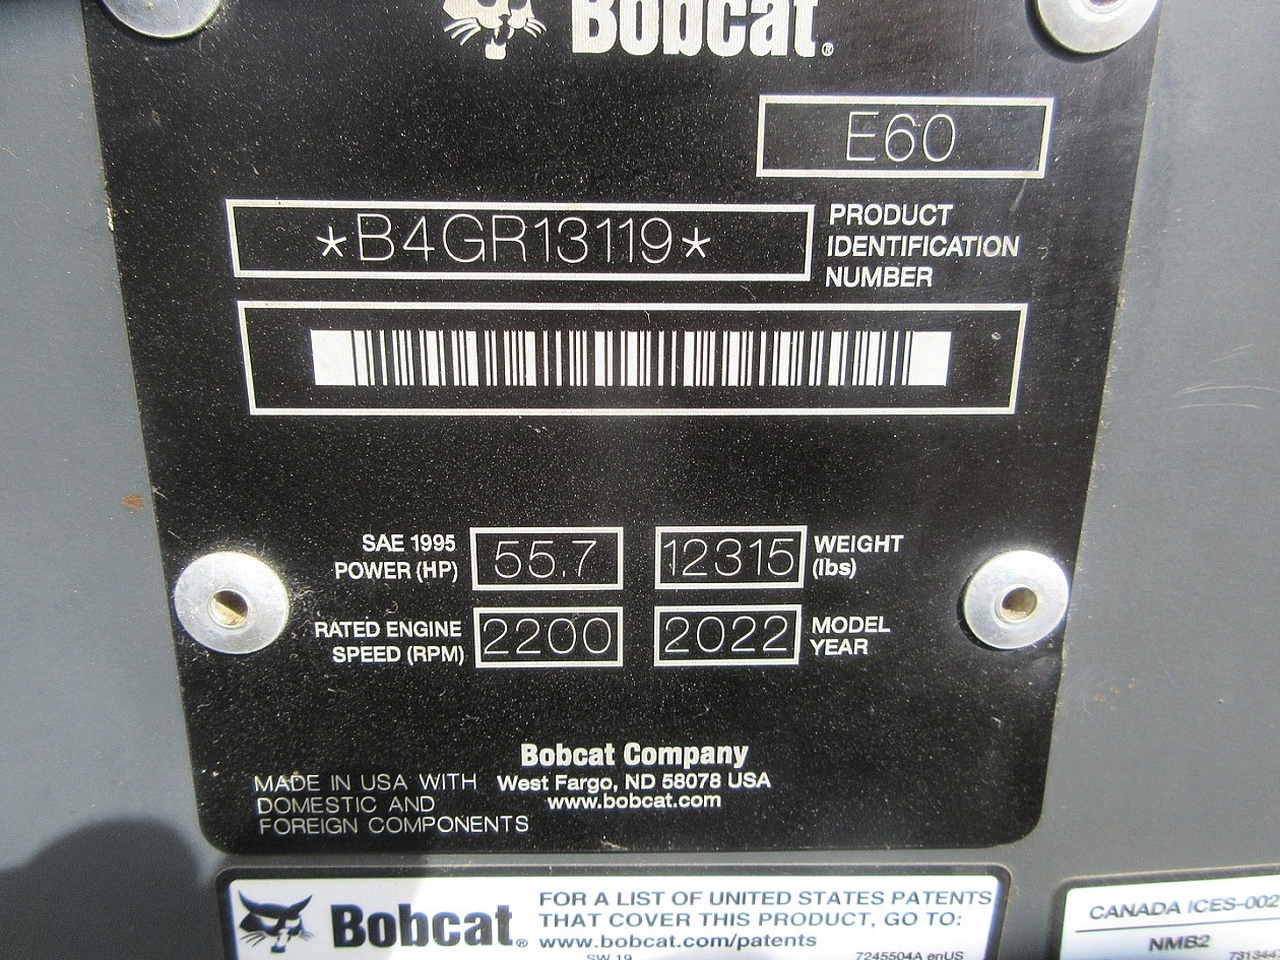 Bobcat®
E60
*B4GR13119*
PRODUCT
IDENTIFICATION
NUMBER
SAE 1995
POWER (HP)
55.7
12315
WEIGHT
(lbs)
RATED ENGINE
SPEED (RPM)
2200
2022
MODEL
YEAR
Bobcat Company
West Fargo, ND 58078 USA
www.bobcat.com
MADE IN USA WITH
DOMESTIC AND
FOREIGN COMPONENTS
Bobcat®
FOR A LIST OF UNITED STATES PATENTS
THAT COVER THIS PRODUCT, GO TO:
www.bobcat.com/patents
SW 19
7245504A enUS
CANADA ICES-002
NMB2